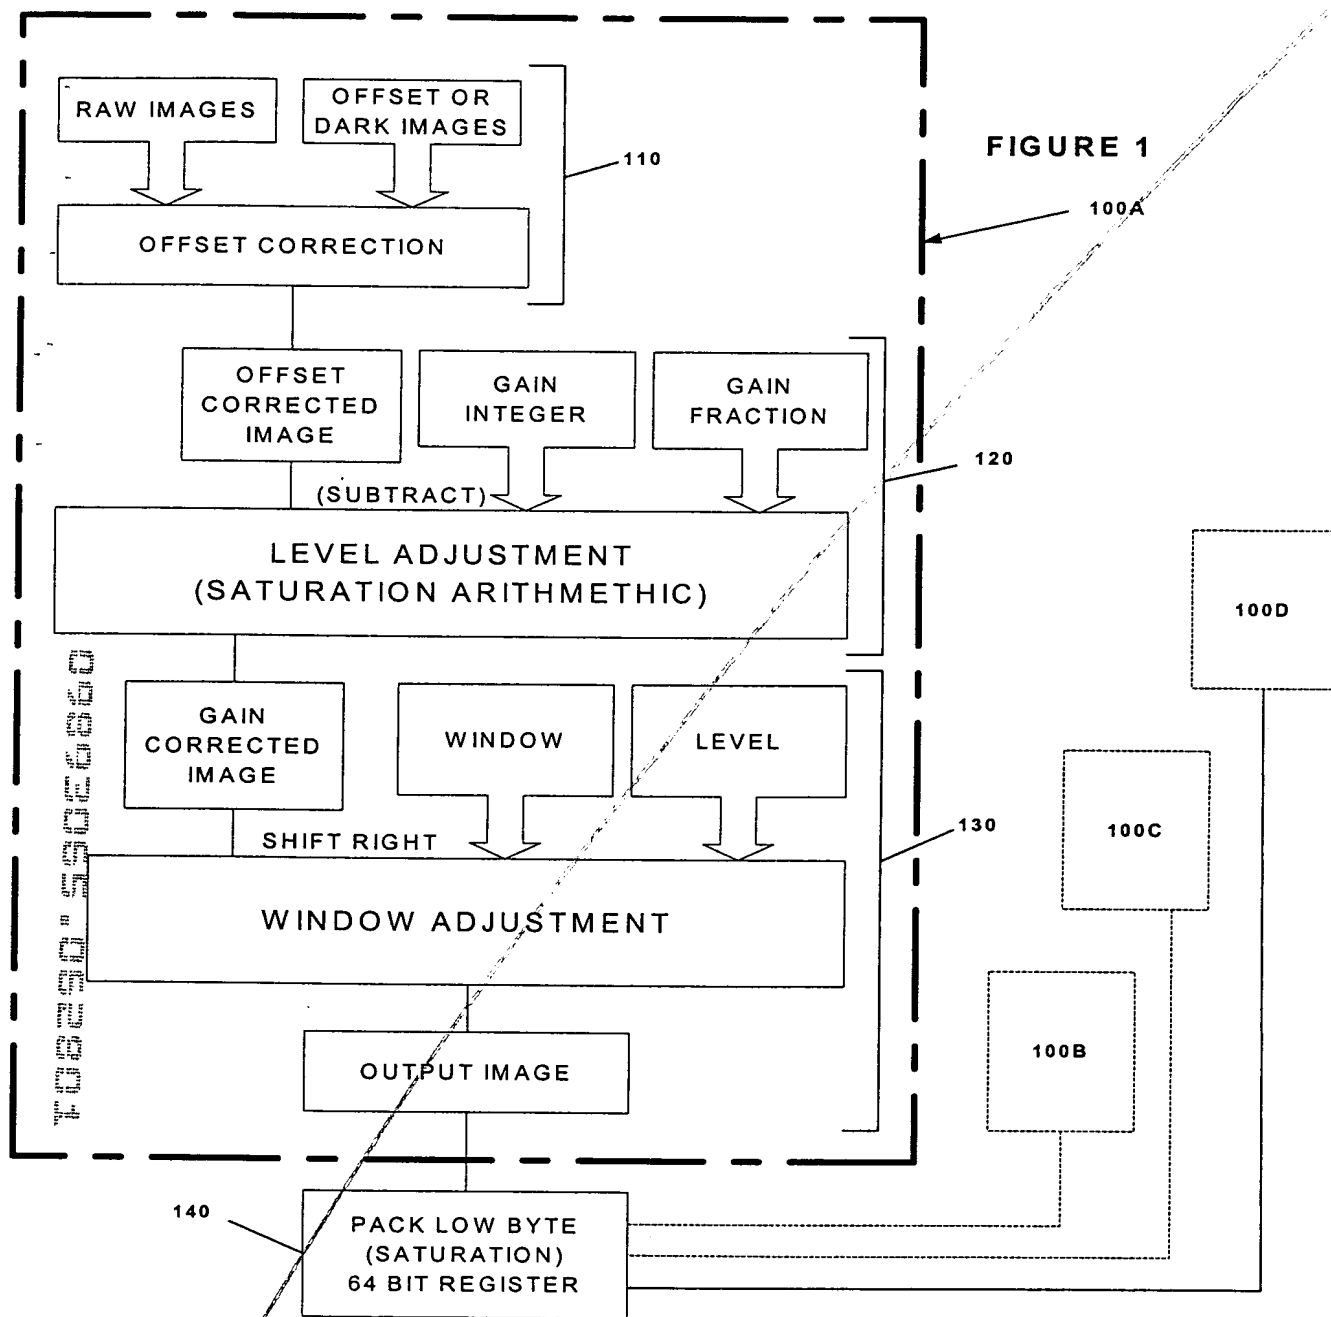 RAW IMAGES
OFFSET OR
DARK IMAGES
110
FIGURE 1
100A
OFFSET CORRECTION
OFFSET
CORRECTED
IMAGE
GAIN
INTEGER
GAIN
FRACTION
120
(SUBTRACT)
LEVEL ADJUSTMENT
(SATURATION ARITHMETHIC)
100D
GAIN
CORRECTED
IMAGE
WINDOW
LEVEL
130
100C
SHIFT RIGHT
WINDOW ADJUSTMENT
100B
OUTPUT IMAGE
140
PACK LOW BYTE
(SATURATION)
64 BIT REGISTER